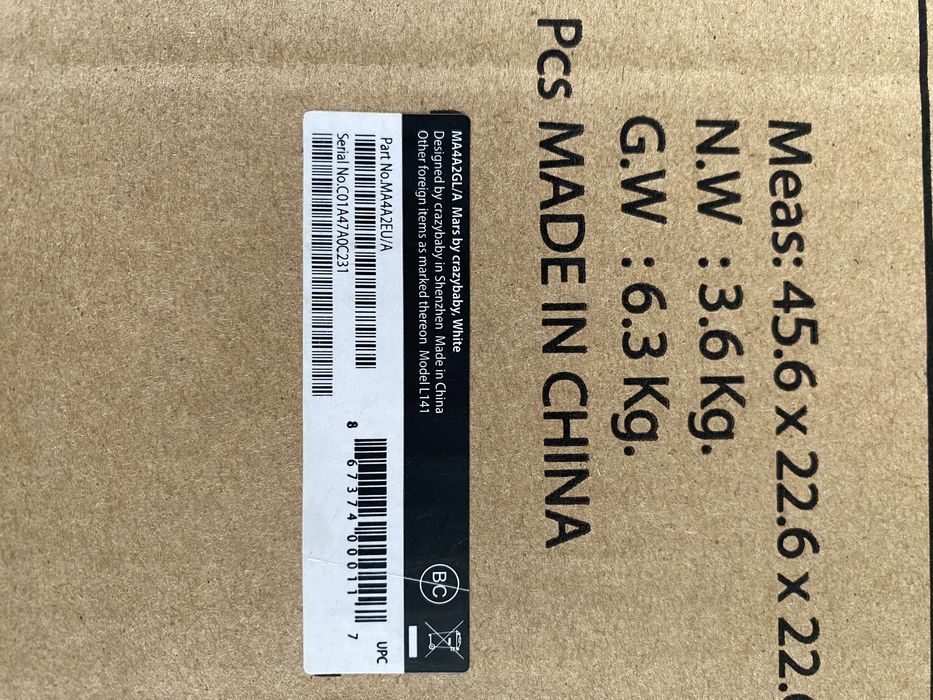 Meas: 45.6 x 22.6 x 22.
N.W : 3.6 Kg.
G.W : 6.3 Kg.
Pcs MADE IN CHINA
MA4A2GL/A Mars by crazybaby, White
Designed by crazybaby in Shenzhen Made in China
Other foreign items as marked thereon Model L141
B/C
Part No.MA4A2EU/A
Serial No.C01A47A0C231
UPC
8 67374 00011 7